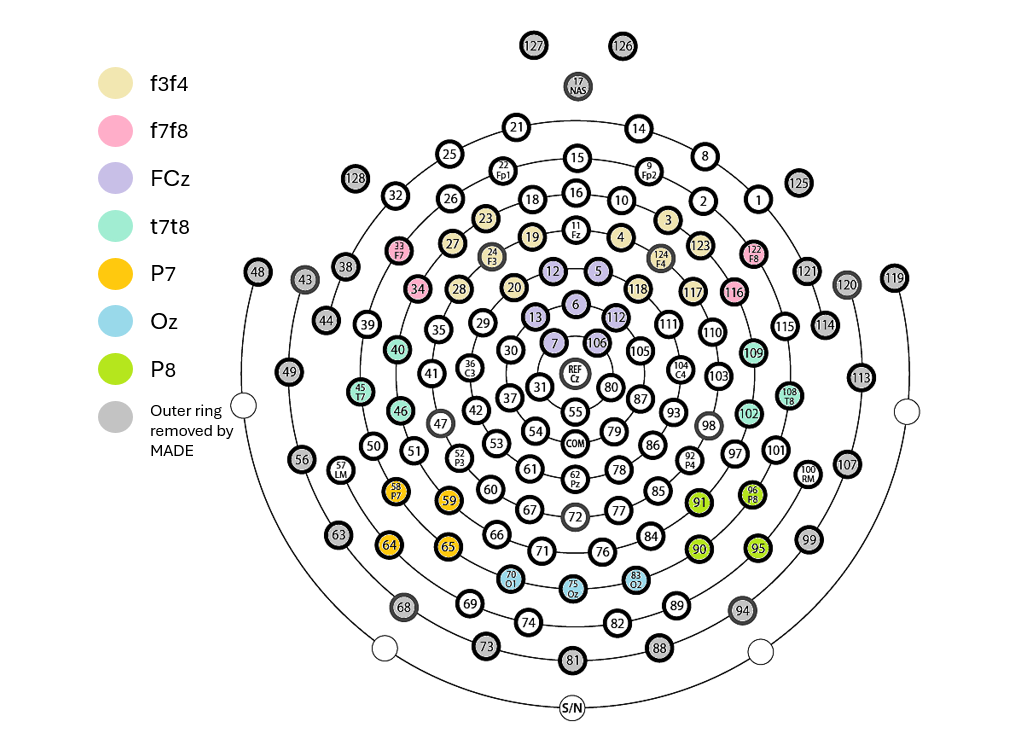 127 126
17
NAS
21 14
25 8
22
Fp1
15
9
Fp2
128 125
32 26 18 16 10 2 1
23 3
33
F7
27
24
F3
19
11
Fz
4
124
F4
123
122
F8
48 43 38 121 120 119
34 28 20 12 5 118 117 116
44 39 35 29 13 6 112 111 110 115 114
40 30 7 106 105 109
49 41
36
C3
REF
Cz
104
C4
103 113
45
T7
46 42 37 31 80 87 93 102
108
T8
47 55 98
50 51 53 54 COM 79 86 97 101
56
57
LM
52
P3
61
62
Pz
78
92
P4
100
RM
107
58
P7
59 60 85 91
96
P8
67 72 77
63 64 65 66 71 76 84 90 95 99
70
O1
75
Oz
83
O2
68 69 74 82 89 94
73 81 88
S/N
f3f4
f7f8
FCz
t7t8
P7
Oz
P8
Outer ring
removed by
MADE